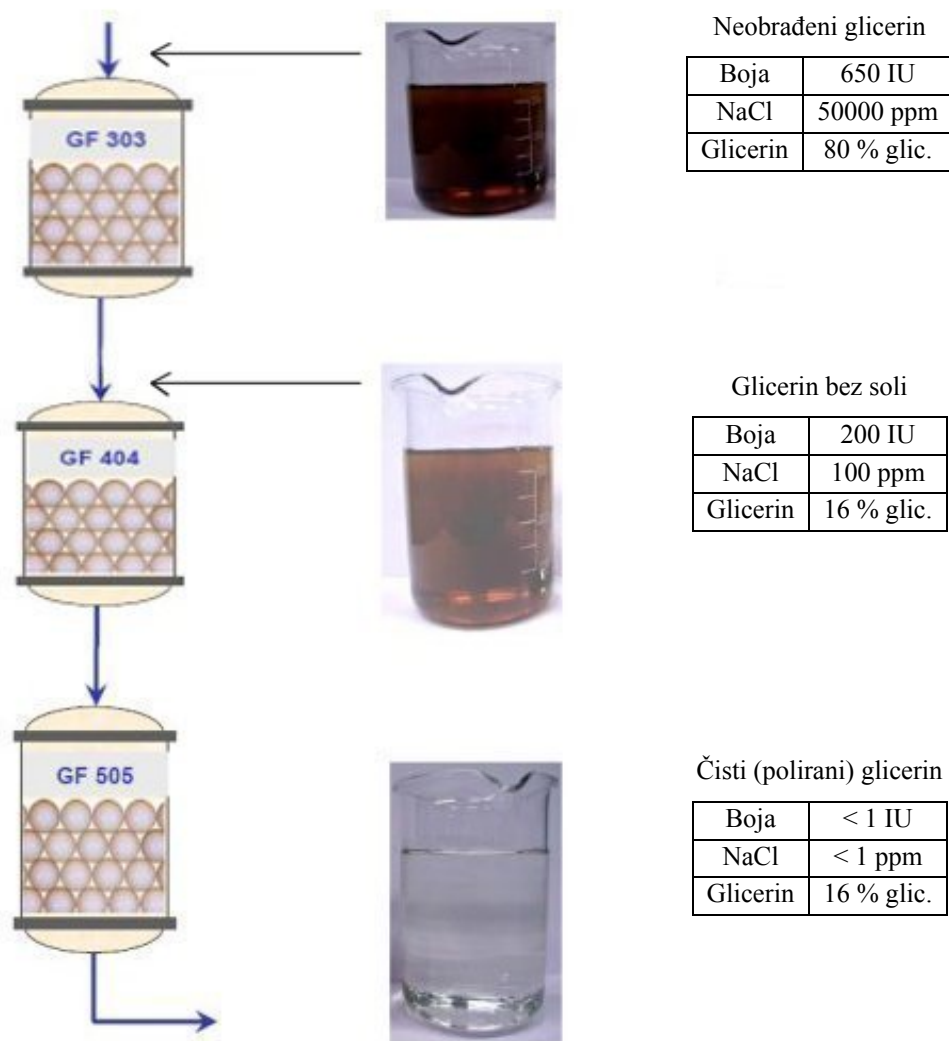 Neobrađeni glicerin
GF 303
Boja 650 IU
NaCl 50000 ppm
Glicerin 80 % glic.
Glicerin bez soli
GF 404
Boja 200 IU
NaCl 100 ppm
Glicerin 16 % glic.
Čisti (polirani) glicerin
GF 505
Boja < 1 IU
NaCl < 1 ppm
Glicerin 16 % glic.